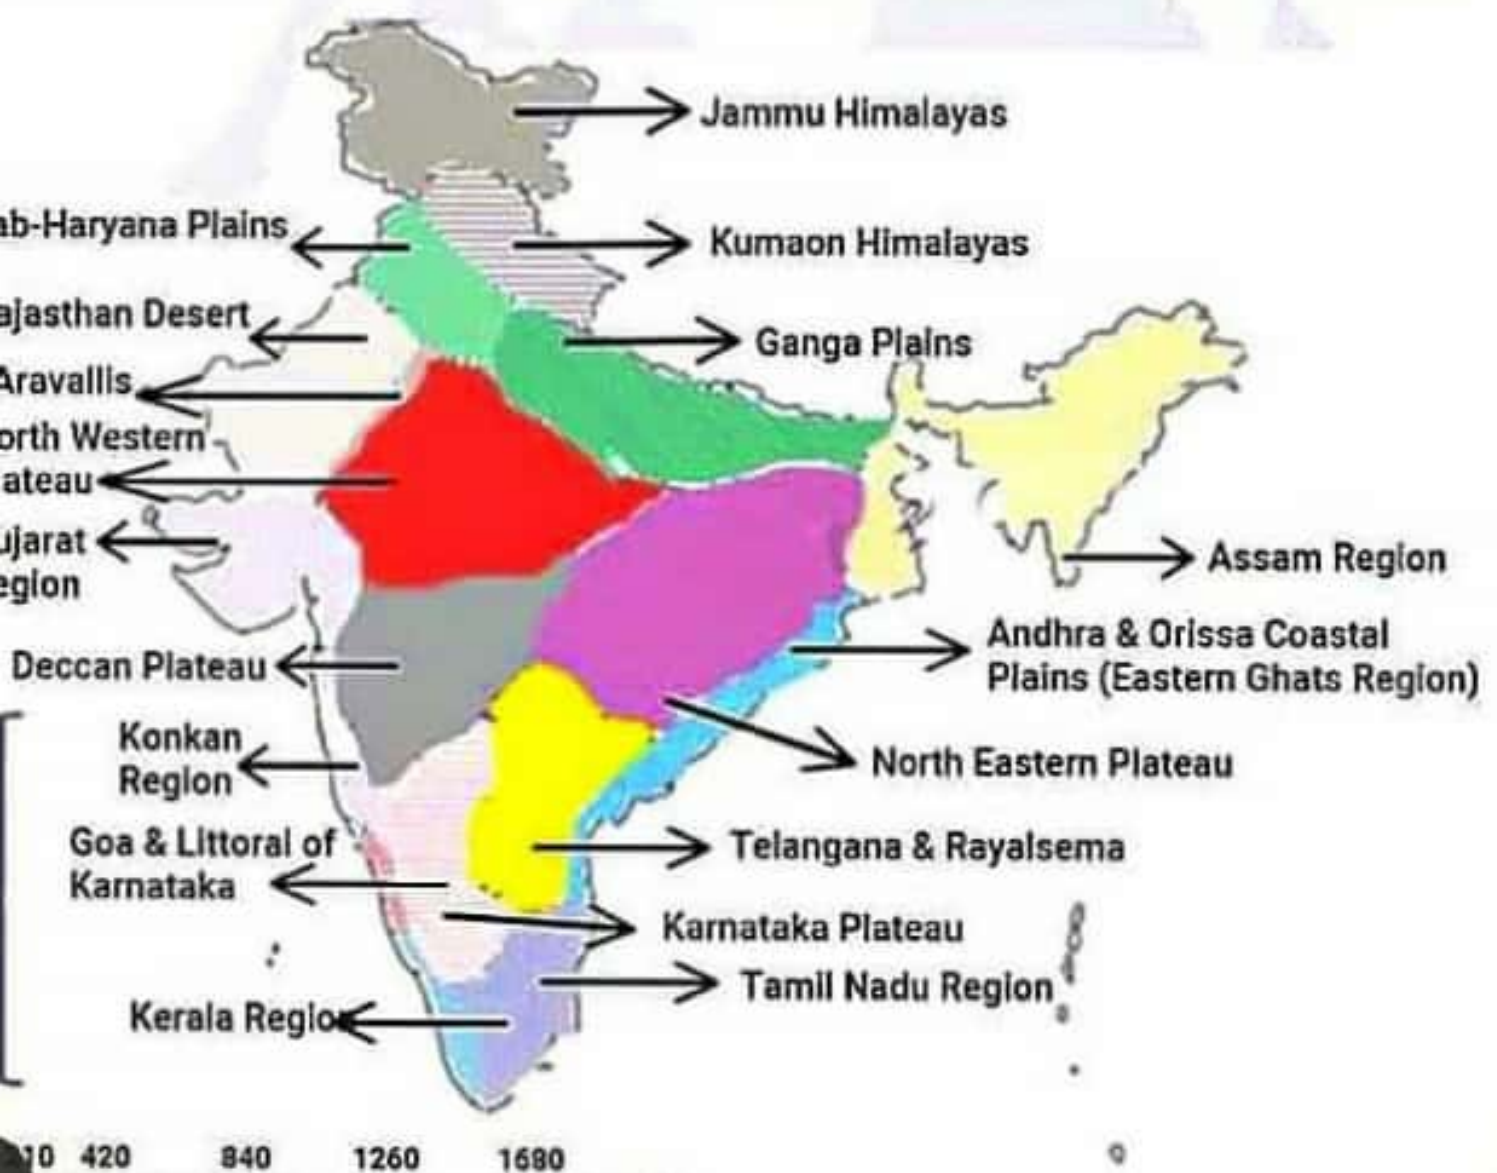 Jammu Himalayas
ab-Haryana Plains
Kumaon Himalayas
ajasthan Desert
Ganga Plains
Aravallis
orth Western
ateau
ujarat
egion
Assam Region
Andhra & Orissa Coastal
Plains (Eastern Ghats Region)
Deccan Plateau
Konkan
Region
North Eastern Plateau
Goa & Littoral of
Karnataka
Telangana & Rayalsema
Karnataka Plateau
Tamil Nadu Region
Kerala Region
10 420 840 1260 1680